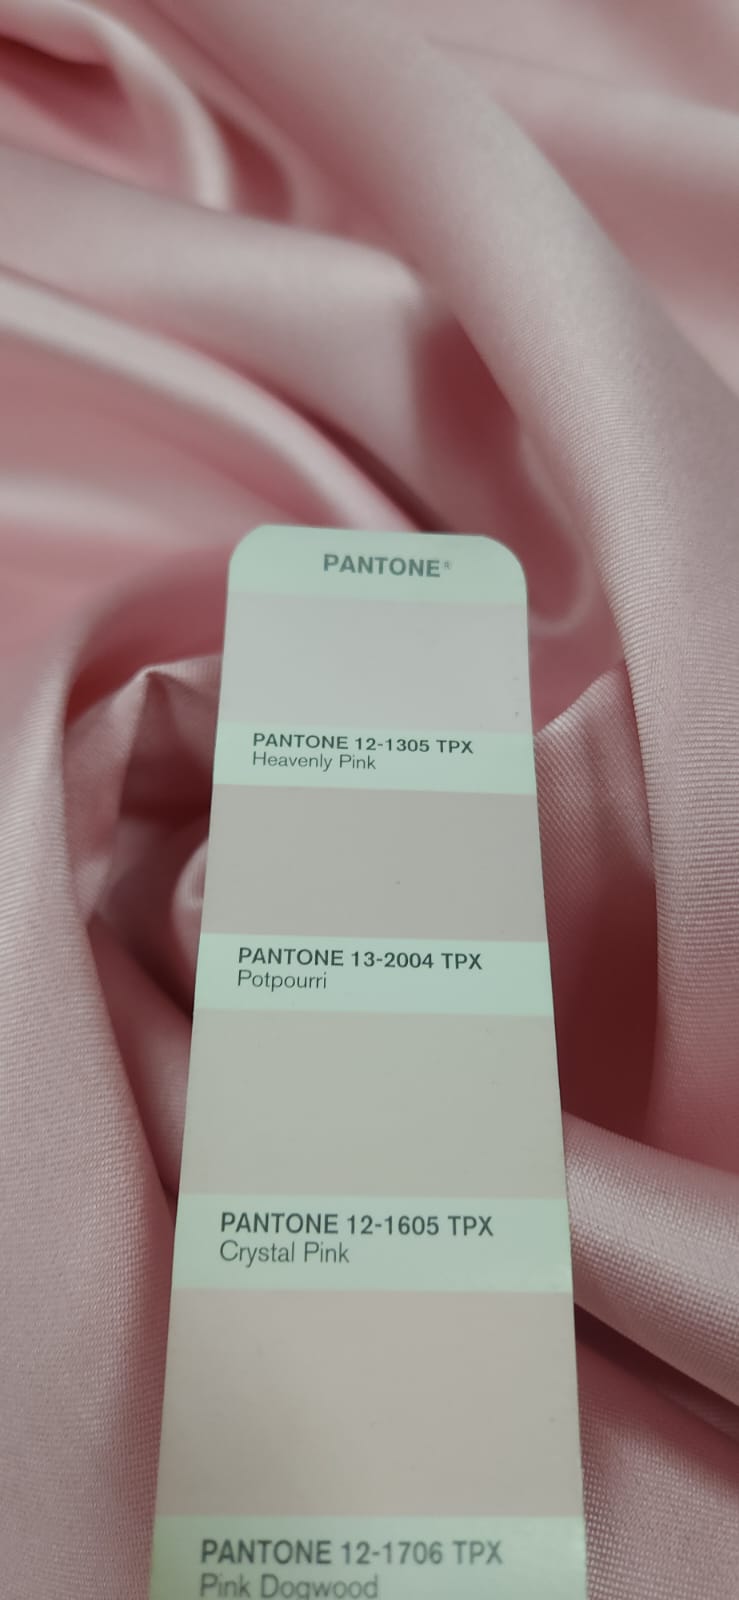 PANTONE®
PANTONE 12-1305 TPX
Heavenly Pink
PANTONE 13-2004 TPX
Potpourri
PANTONE 12-1605 TPX
Crystal Pink
PANTONE 12-1706 TPX
Pink Dogwood